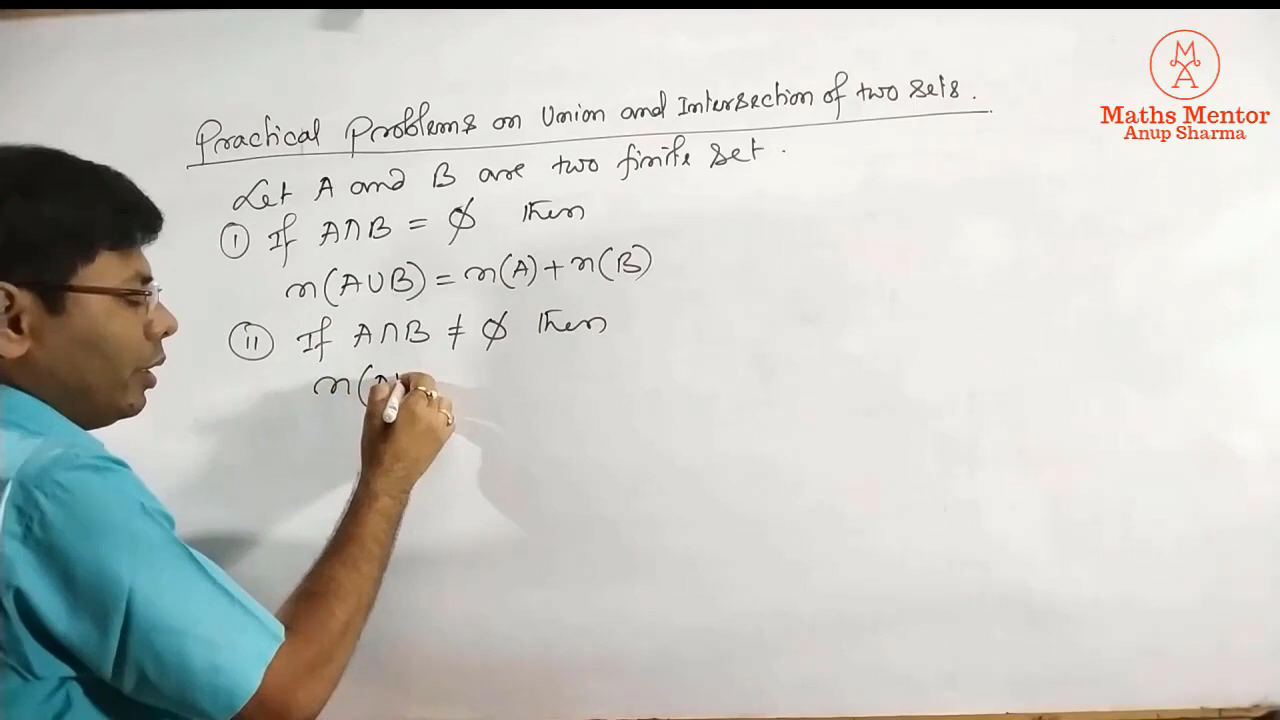 Practical Problems on Union and Intersection of two sets.
Let A and B are two finite set.
(i) If A∩B = ϕ then
n(A∪B) = n(A) + n(B)
(ii) If A∩B ≠ ϕ then
n(
MA
Maths Mentor
Anup Sharma